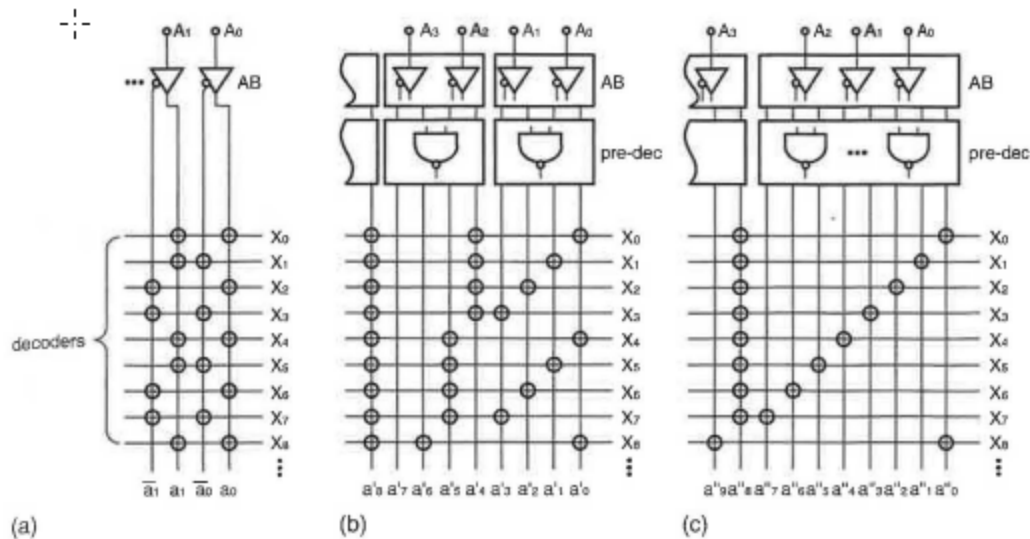 A₁ A₀
••• AB
X₀
X₁
X₂
X₃
X₄
X₅
X₆
X₇
X₈
decoders
a̅₁ a₁ a̅₀ a₀
(a)
A₃ A₂ A₁ A₀
AB
pre-dec
X₀
X₁
X₂
X₃
X₄
X₅
X₆
X₇
X₈
a'₈ a'₇ a'₆ a'₅ a'₄ a'₃ a'₂ a'₁ a'₀
(b)
A₃ A₂ A₁ A₀
AB
••• pre-dec
X₀
X₁
X₂
X₃
X₄
X₅
X₆
X₇
X₈
a"₉ a"₈ a"₇ a"₆ a"₅ a"₄ a"₃ a"₂ a"₁ a"₀
(c)